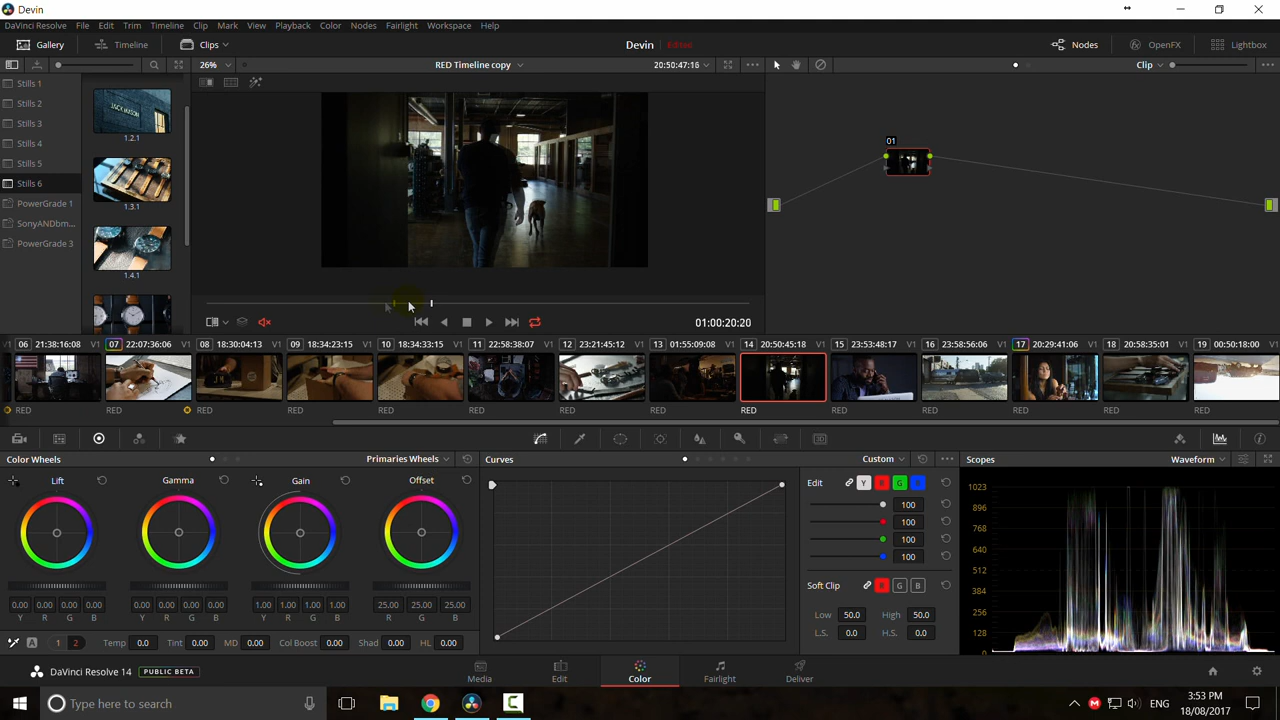 Devin
DaVinci Resolve File Edit Trim Timeline Clip Mark View Playback Color Nodes Fairlight Workspace Help
Gallery Timeline Clips Devin Edited Nodes OpenFX Lightbox
26% RED Timeline copy 20:50:47:16 Clip
Stills 1
Stills 2
Stills 3
Stills 4
Stills 5
Stills 6
PowerGrade 1
SonyANDbm...
PowerGrade 3
1.2.1
1.3.1
1.4.1
01
01:00:20:20
V1 06 21:38:16:08 V1 07 22:07:36:06 V1 08 18:30:04:13 V1 09 18:34:23:15 V1 10 18:34:33:15 V1 11 22:58:38:07 V1 12 23:21:45:12 V1 13 01:55:09:08 V1 14 20:50:45:18 V1 15 23:53:48:17 V1 16 23:58:56:06 V1 17 20:29:41:06 V1 18 20:58:35:01 V1 19 00:50:18:00 V1
RED RED RED RED RED RED RED RED RED RED RED RED RED RED
Color Wheels Primaries Wheels Curves Custom Scopes Waveform
Lift Gamma Gain Offset
0.00 0.00 0.00 0.00 0.00 0.00 0.00 0.00 1.00 1.00 1.00 1.00 25.00 25.00 25.00
Y R G B Y R G B Y R G B R G B
A 1 2 Temp 0.0 Tint 0.00 MD 0.00 Col Boost 0.00 Shad 0.00 HL 0.00
Edit Y R G B
100
100
100
100
Soft Clip R G B
Low 50.0 High 50.0
L.S. 0.0 H.S. 0.0
1023
896
768
640
512
384
256
128
0
DaVinci Resolve 14 PUBLIC BETA
Media Edit Color Fairlight Deliver
Type here to search
ENG
3:53 PM
18/08/2017